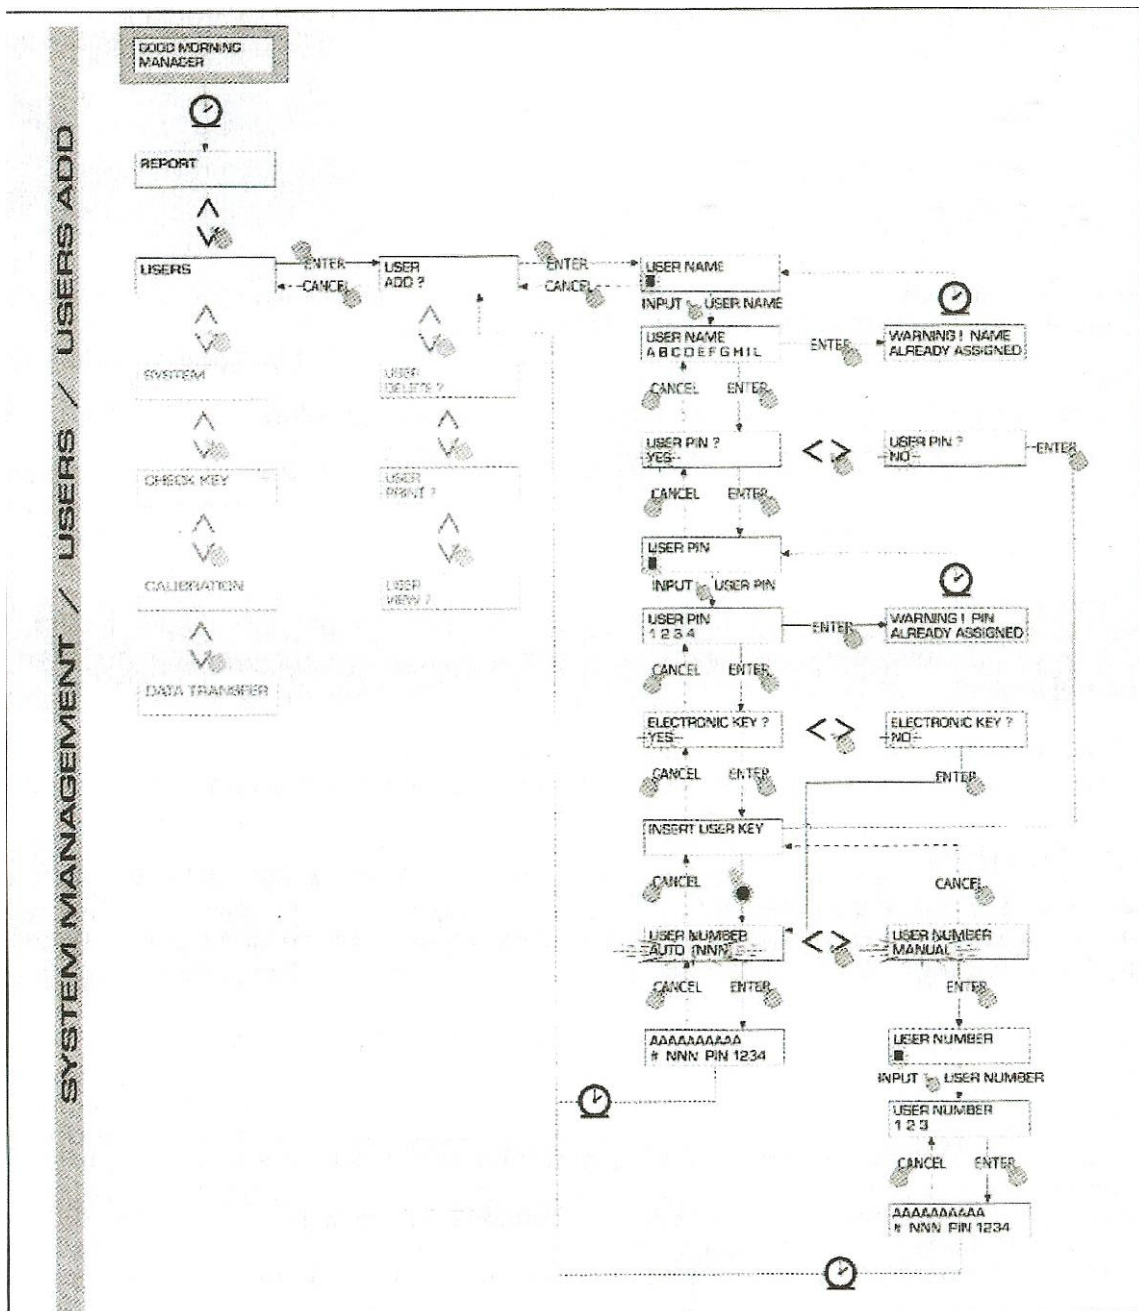 SYSTEM MANAGEMENT / USERS / USERS ADD
GOOD MORNING
MANAGER
REPORT
USERS
ENTER
CANCEL
USER
ADD ?
ENTER
CANCEL
USER NAME
INPUT USER NAME
USER NAME
A B C D E F G H I L
ENTER
WARNING ! NAME
ALREADY ASSIGNED
SYSTEM
USER
DELETE ?
CANCEL
ENTER
USER PIN ?
YES
USER PIN ?
NO
ENTER
CHECK KEY
USER
PRINT ?
CANCEL
ENTER
USER PIN
INPUT USER PIN
CALIBRATION
USER
VIEW ?
USER PIN
1 2 3 4
ENTER
WARNING ! PIN
ALREADY ASSIGNED
CANCEL
ENTER
DATA TRANSFER
ELECTRONIC KEY ?
YES
ELECTRONIC KEY ?
NO
CANCEL
ENTER
ENTER
INSERT USER KEY
CANCEL
CANCEL
USER NUMBER
AUTO (NNN)
USER NUMBER
MANUAL
CANCEL
ENTER
ENTER
AAAAAAAAAA
# NNN PIN 1234
USER NUMBER
INPUT USER NUMBER
USER NUMBER
1 2 3
CANCEL
ENTER
AAAAAAAAAA
# NNN PIN 1234